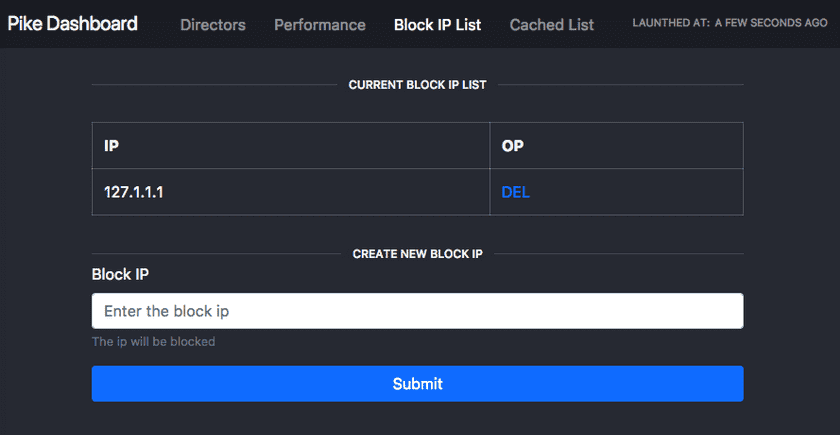 Pike Dashboard Directors Performance Block IP List Cached List LAUNTHED AT: A FEW SECONDS AGO
CURRENT BLOCK IP LIST
IP OP
127.1.1.1 DEL
CREATE NEW BLOCK IP
Block IP
Enter the block ip
The ip will be blocked
Submit